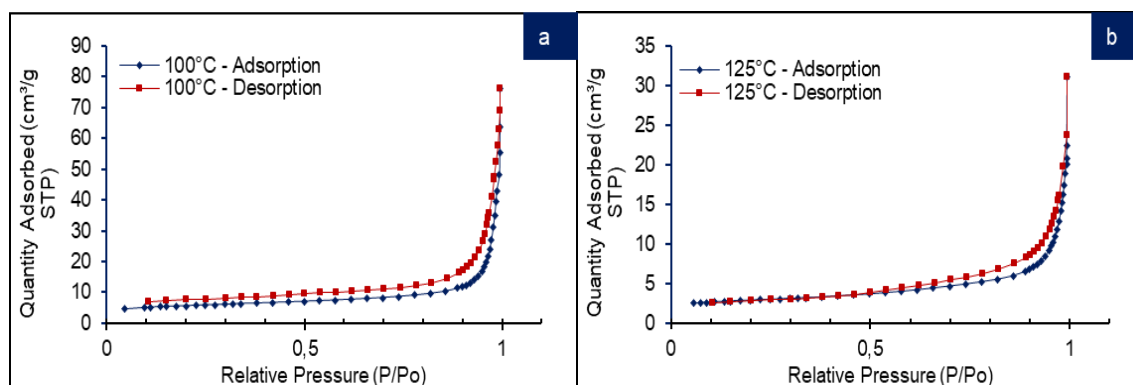 a
90
80
70
60
50
40
30
20
10
0
Quantity Adsorbed (cm³/g
STP)
100°C - Adsorption
100°C - Desorption
0
0,5
1
Relative Pressure (P/Po)
b
35
30
25
20
15
10
5
0
Quantity Adsorbed (cm³/g
STP)
125°C - Adsorption
125°C - Desorption
0
0,5
1
Relative Pressure (P/Po)